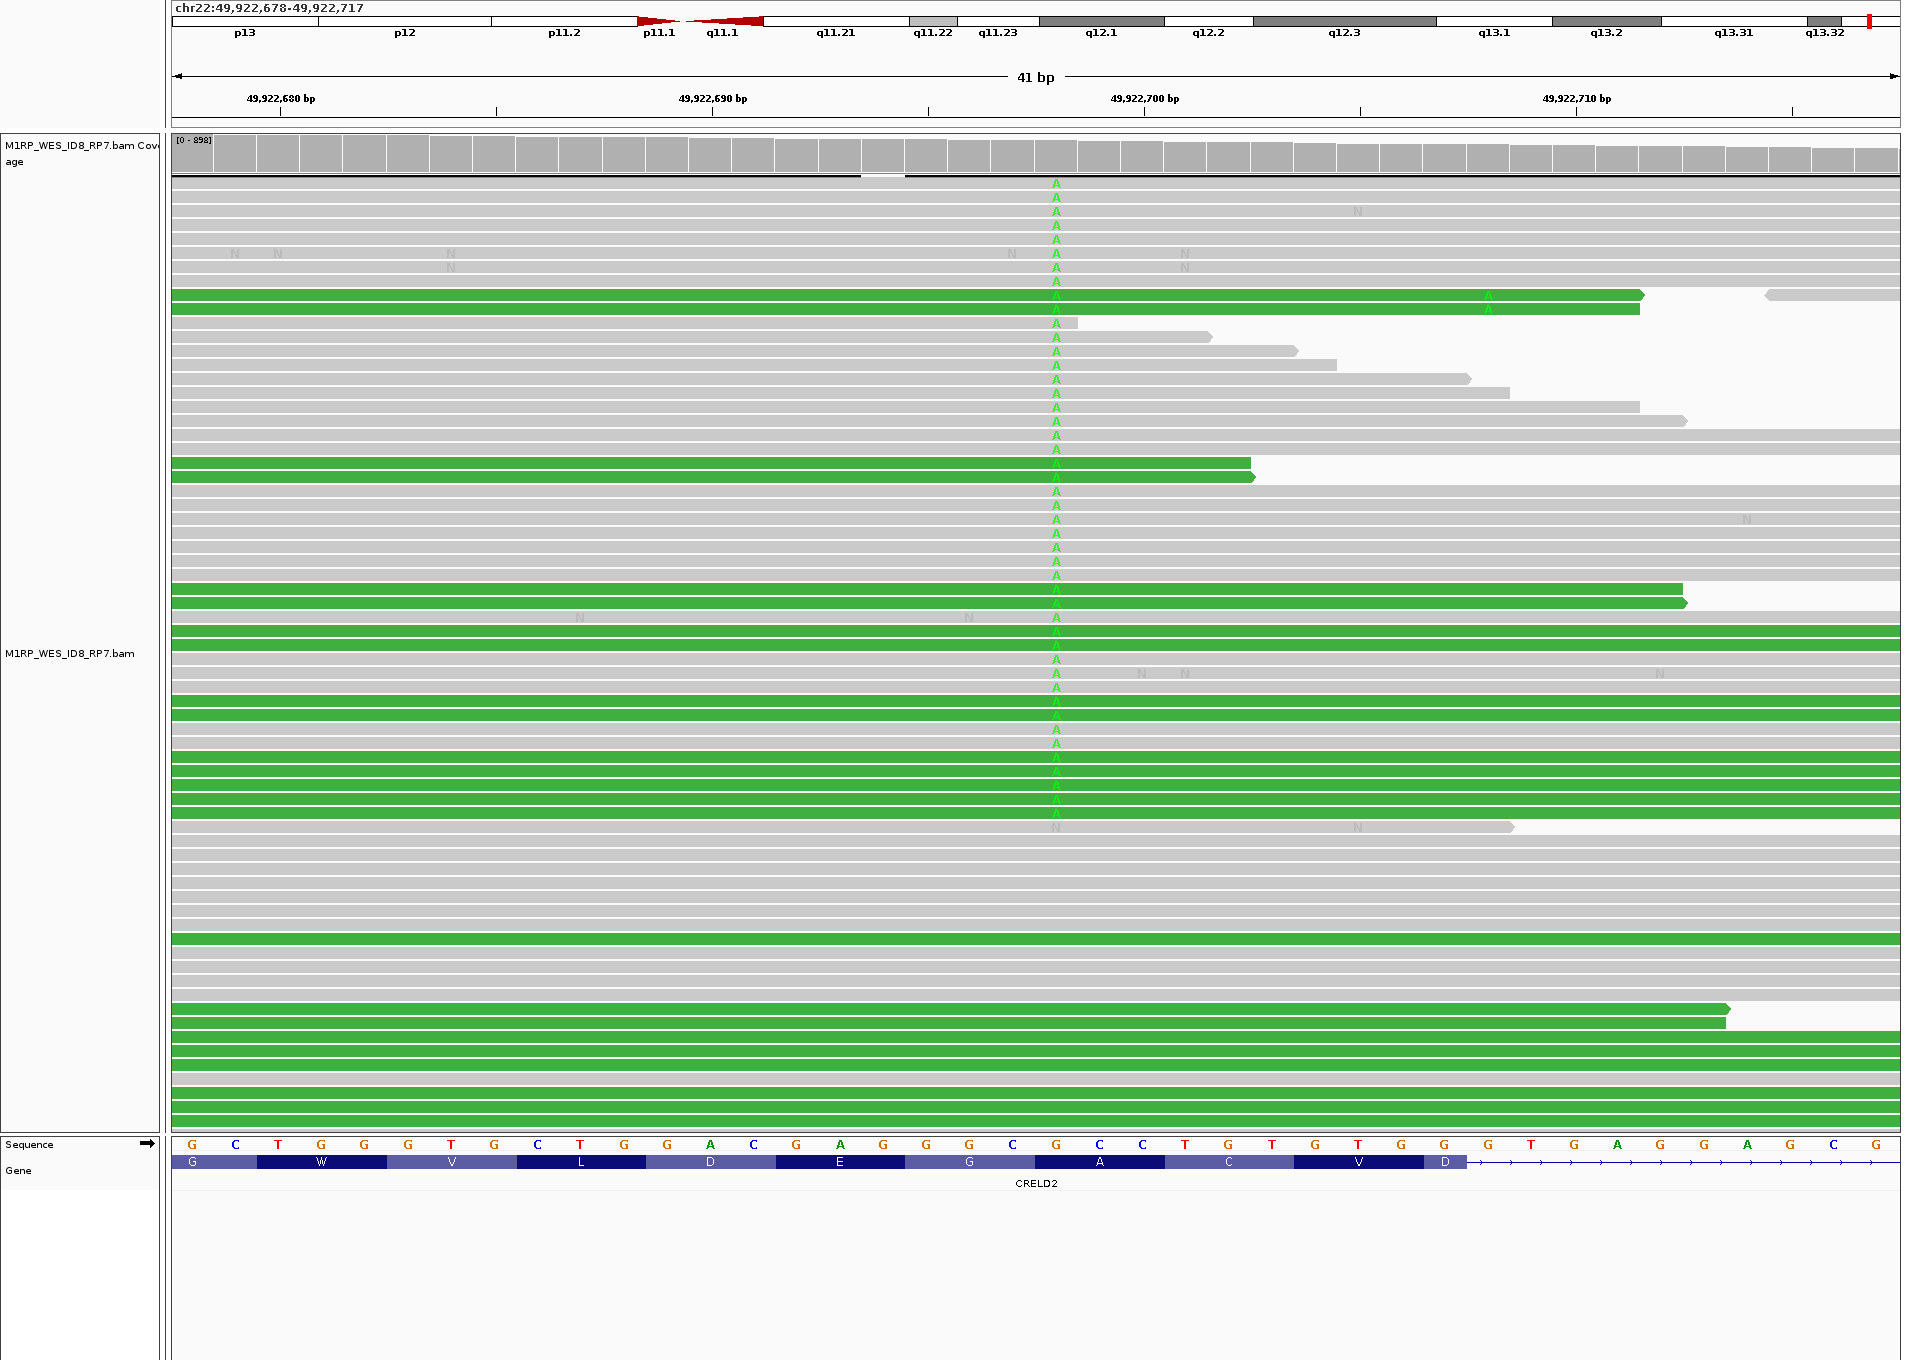 chr22:49,922,678-49,922,717
p13 p12 p11.2 p11.1 q11.1 q11.21 q11.22 q11.23 q12.1 q12.2 q12.3 q13.1 q13.2 q13.31 q13.32
41 bp
49,922,680 bp 49,922,690 bp 49,922,700 bp 49,922,710 bp
M1RP_WES_ID8_RP7.bam Cov
age
[0 - 898]
A
A
A N
A
A
N N N N A N
N A N
A
A A
A A
A
A
A
A
A
A
A
A
A
A
A
A
A
A
A N
A
A
A
A
A
A
N N A
A
A
M1RP_WES_ID8_RP7.bam A
A N N N
A
A
A
A
A
A
A
A
A
A
N N
Sequence G C T G G G T G C T G G A C G A G G G C G C C T G T G T G G G T G A G G A G C G
Gene G W V L D E G A C V D
CRELD2